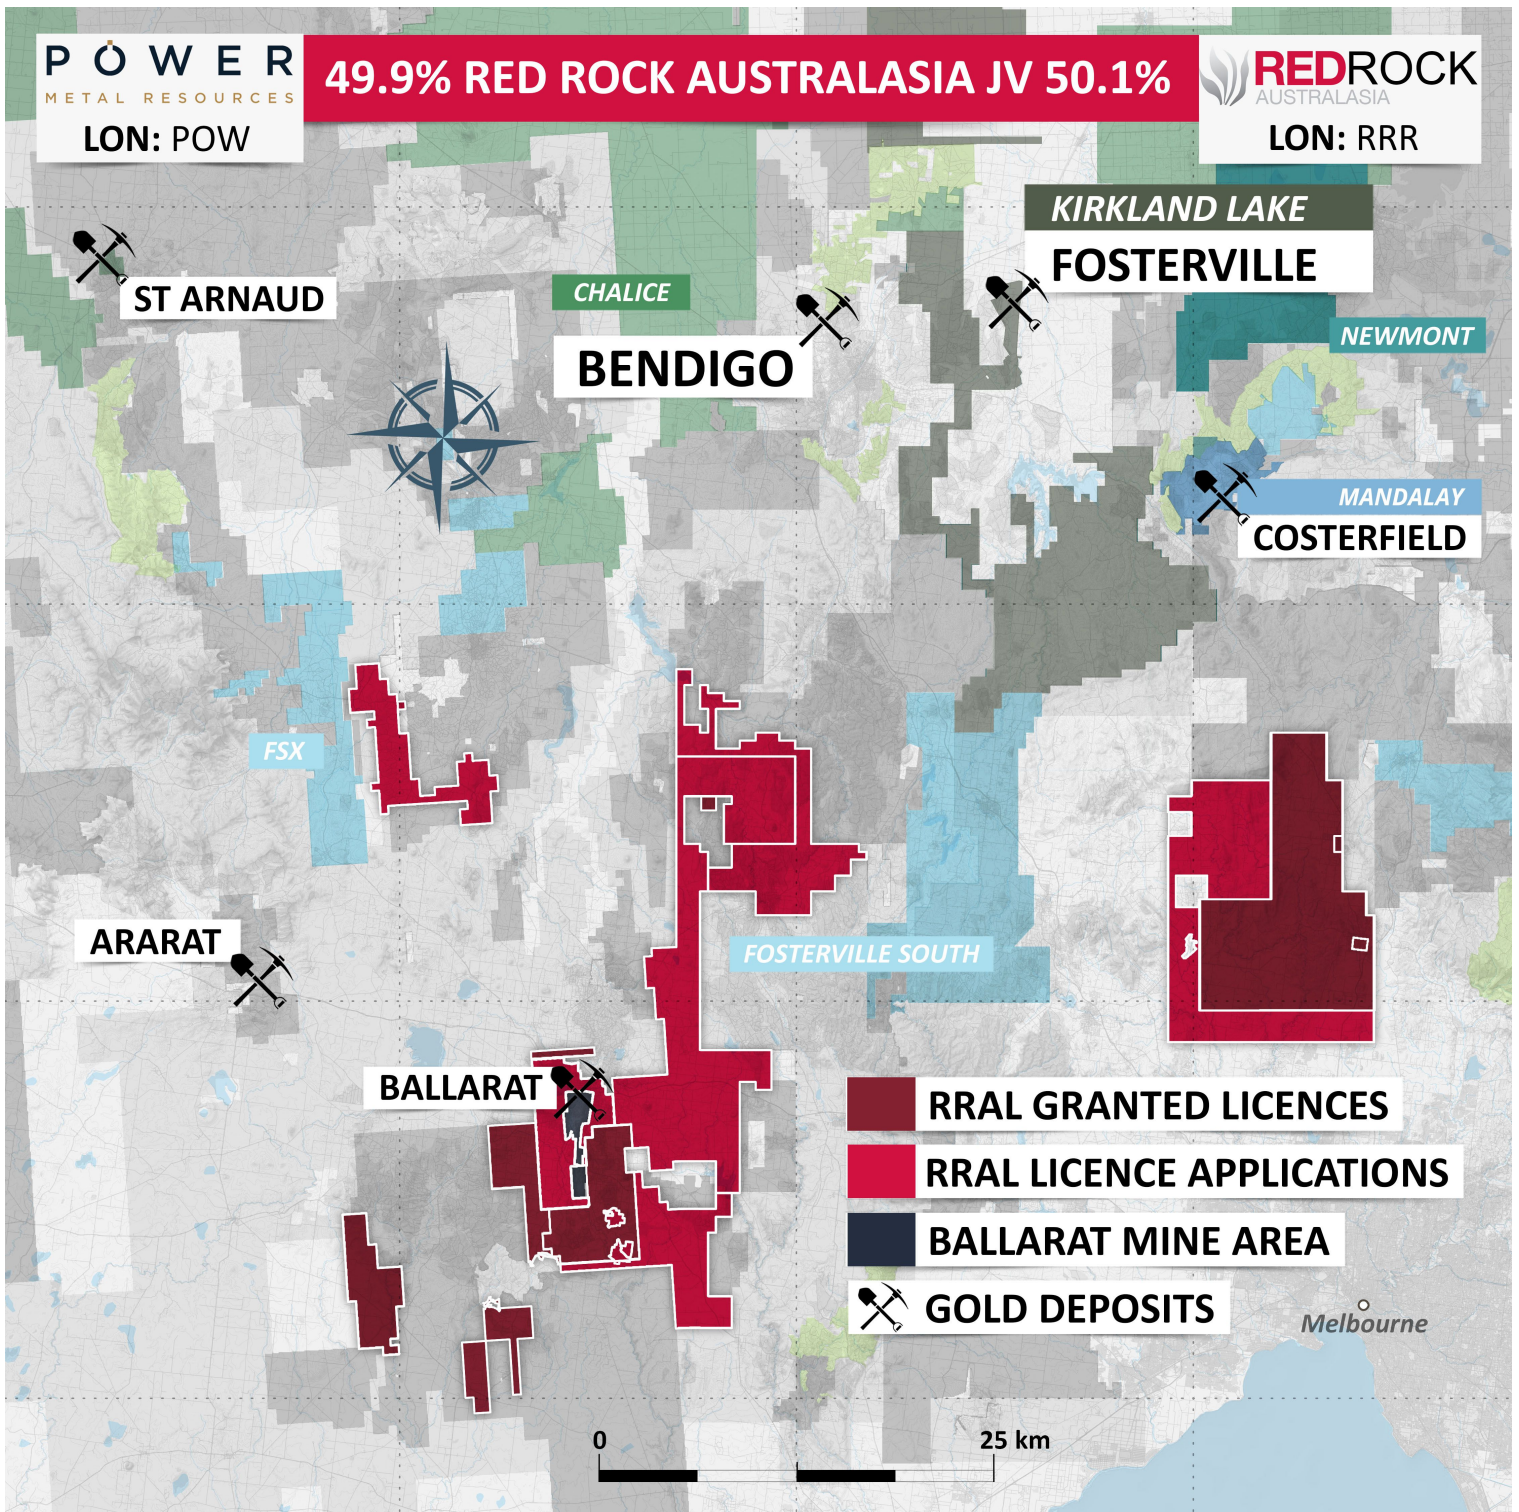 POWER
METAL RESOURCES
LON: POW
49.9% RED ROCK AUSTRALASIA JV 50.1%
REDROCK
AUSTRALASIA
LON: RRR
KIRKLAND LAKE
FOSTERVILLE
ST ARNAUD
CHALICE
BENDIGO
NEWMONT
MANDALAY
COSTERFIELD
FSX
ARARAT
FOSTERVILLE SOUTH
BALLARAT
RRAL GRANTED LICENCES
RRAL LICENCE APPLICATIONS
BALLARAT MINE AREA
GOLD DEPOSITS
Melbourne
0
25 km